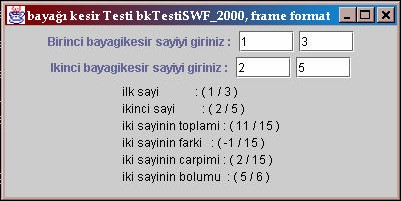 bayağı kesir Testi bkTestiSWF_2000, frame format
Birinci bayagikesir sayiyi giriniz : 1 3
Ikinci bayagikesir sayiyi giriniz : 2 5
ilk sayi : ( 1 / 3 )
ikinci sayi : ( 2 / 5 )
iki sayinin toplami : ( 11 / 15 )
iki sayinin farki : ( -1 / 15 )
iki sayinin carpimi : ( 2 / 15 )
iki sayinin bolumu : ( 5 / 6 )